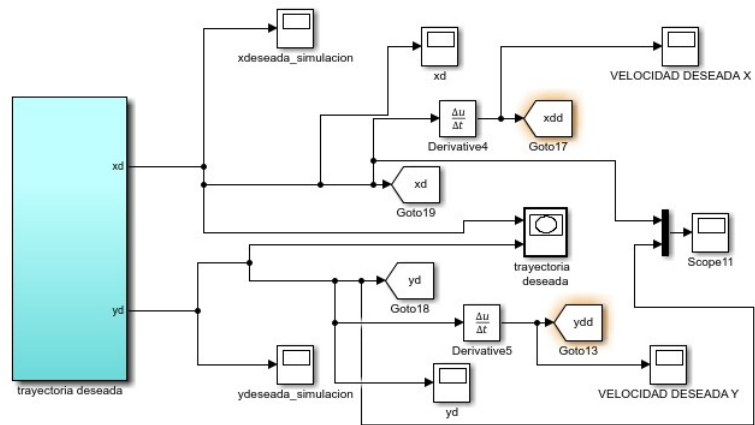 xdeseada_simulacion
xd
VELOCIDAD DESEADA X
Δu
Δt
xdd
Derivative4
Goto17
xd
xd
Goto19
trayectoria
deseada
Scope11
yd
yd
Goto18
Δu
Δt
ydd
Derivative5
Goto13
trayectoria deseada
ydeseada_simulacion
yd
VELOCIDAD DESEADA Y